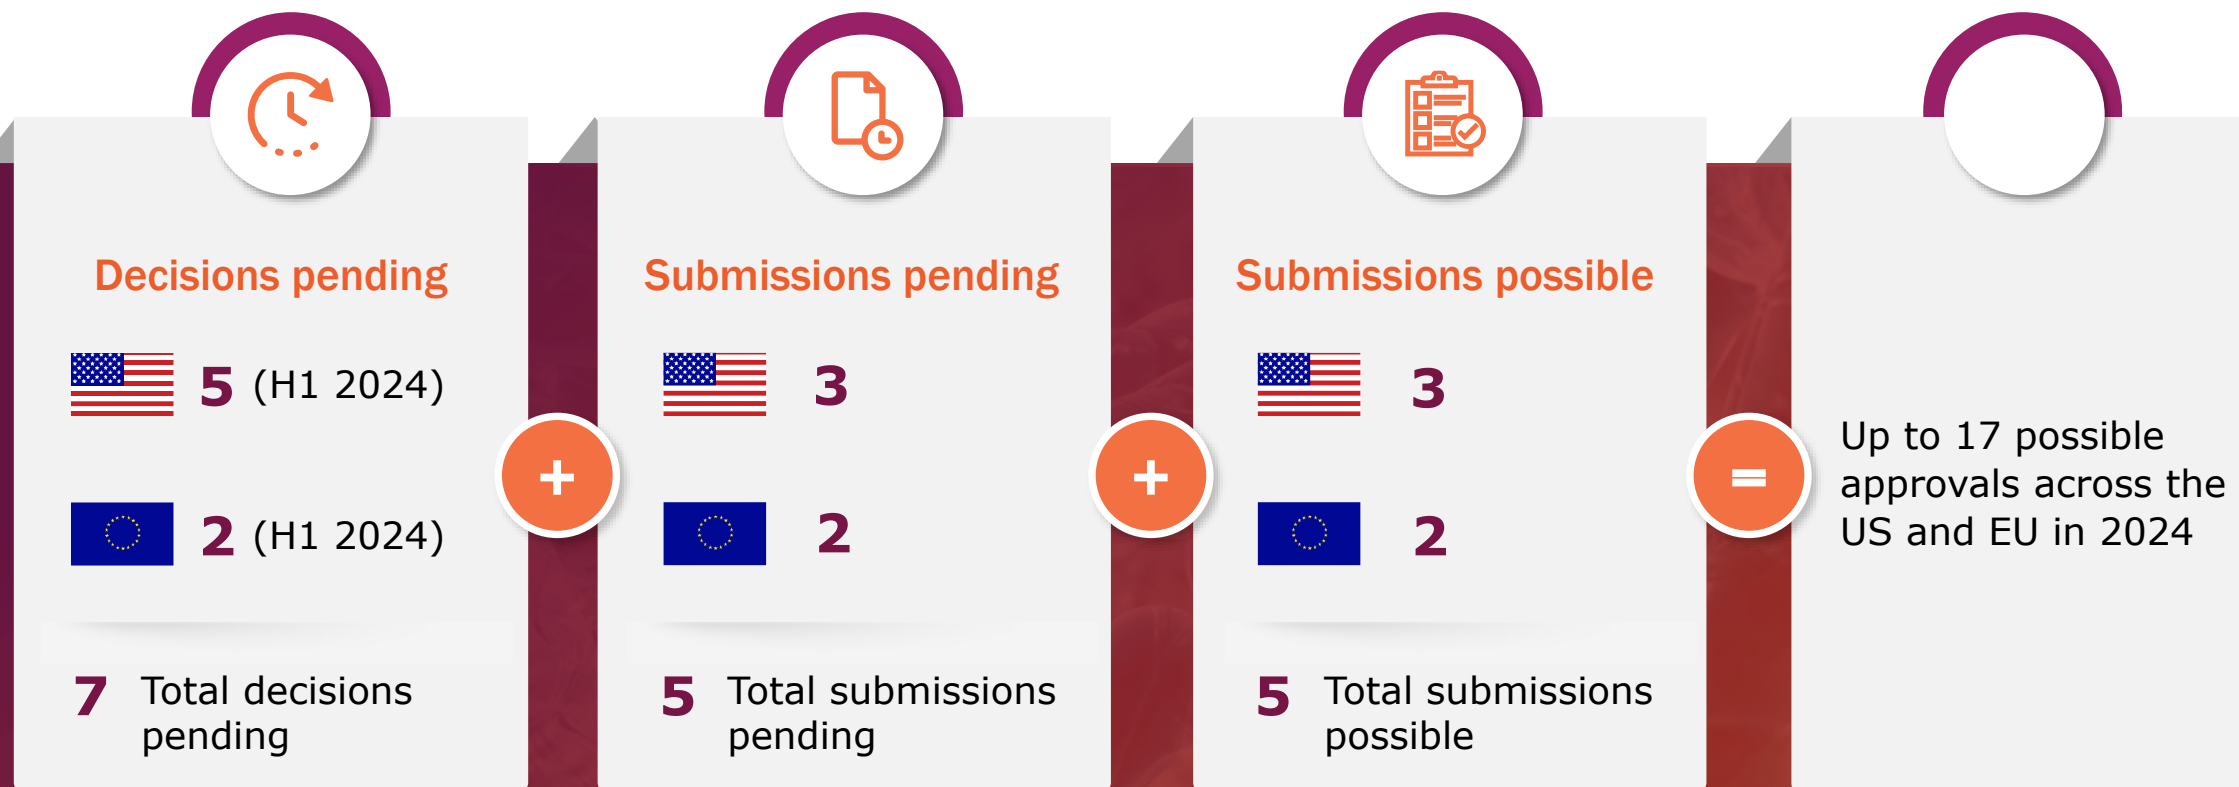 Decisions pending
5 (H1 2024)
2 (H1 2024)
7 Total decisions
pending
+
Submissions pending
3
2
5 Total submissions
pending
+
Submissions possible
3
2
5 Total submissions
possible
=
Up to 17 possible
approvals across the
US and EU in 2024